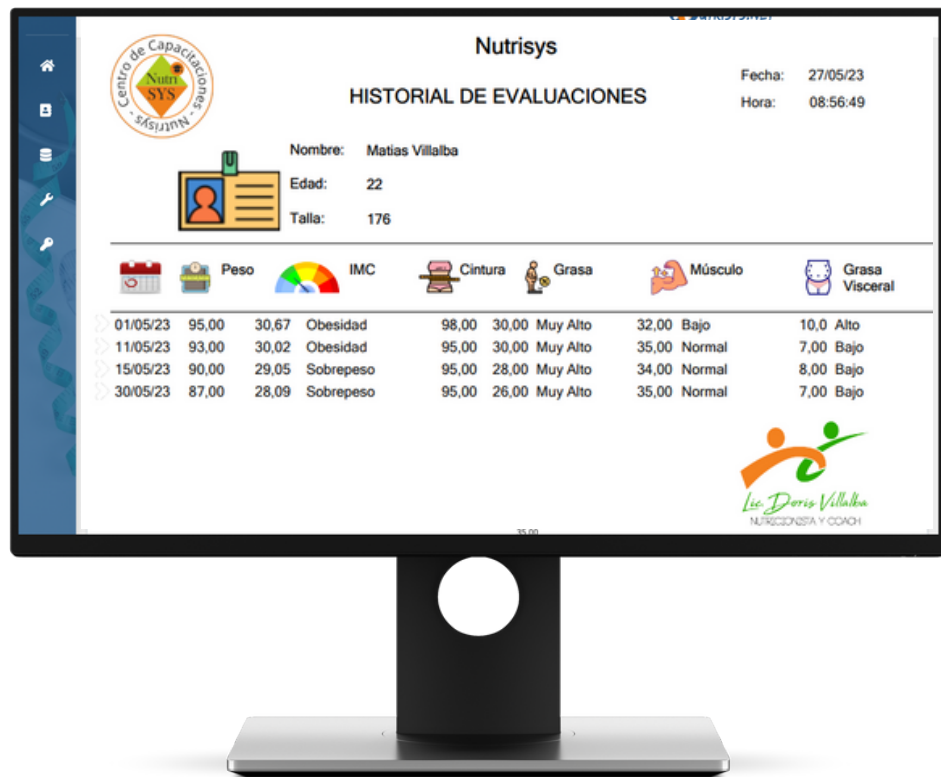 Centro de Capacitaciones - Nutrisys -
Nutri
SYS
Nutrisys
HISTORIAL DE EVALUACIONES
Fecha: 27/05/23
Hora: 08:56:49
Nombre: Matias Villalba
Edad: 22
Talla: 176
Peso IMC Cintura Grasa Músculo Grasa Visceral
01/05/23 95,00 30,67 Obesidad 98,00 30,00 Muy Alto 32,00 Bajo 10,0 Alto
11/05/23 93,00 30,02 Obesidad 95,00 30,00 Muy Alto 35,00 Normal 7,00 Bajo
15/05/23 90,00 29,05 Sobrepeso 95,00 28,00 Muy Alto 34,00 Normal 8,00 Bajo
30/05/23 87,00 28,09 Sobrepeso 95,00 26,00 Muy Alto 35,00 Normal 7,00 Bajo
Lic. Doris Villalba
NUTRICIONISTA Y COACH
35,00